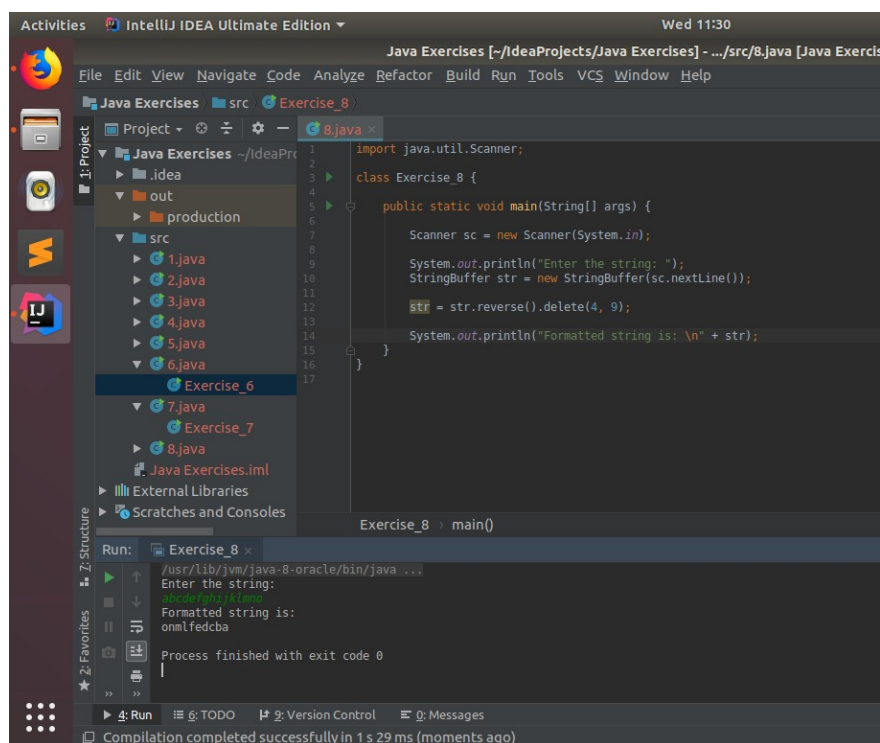 Activities IntelliJ IDEA Ultimate Edition Wed 11:30
Java Exercises [~/IdeaProjects/Java Exercises] - .../src/8.java [Java Exercis
File Edit View Navigate Code Analyze Refactor Build Run Tools VCS Window Help
Java Exercises src Exercise_8
1: Project
Project
8.java
Java Exercises ~/IdeaPro
.idea
out
production
src
1.java
2.java
3.java
4.java
5.java
6.java
Exercise_6
7.java
Exercise_7
8.java
Java Exercises.iml
External Libraries
Scratches and Consoles
1 import java.util.Scanner;
2
3 class Exercise_8 {
4
5 public static void main(String[] args) {
6
7 Scanner sc = new Scanner(System.in);
8
9 System.out.println("Enter the string: ");
10 StringBuffer str = new StringBuffer(sc.nextLine());
11
12 str = str.reverse().delete(4, 9);
13
14 System.out.println("Formatted string is: \n" + str);
15 }
16 }
17
Exercise_8 › main()
7: Structure
2: Favorites
Run: Exercise_8
/usr/lib/jvm/java-8-oracle/bin/java ...
Enter the string:
abcdefghijklmno
Formatted string is:
onmlfedcba
Process finished with exit code 0
4: Run 6: TODO 9: Version Control 0: Messages
Compilation completed successfully in 1 s 29 ms (moments ago)
IJ